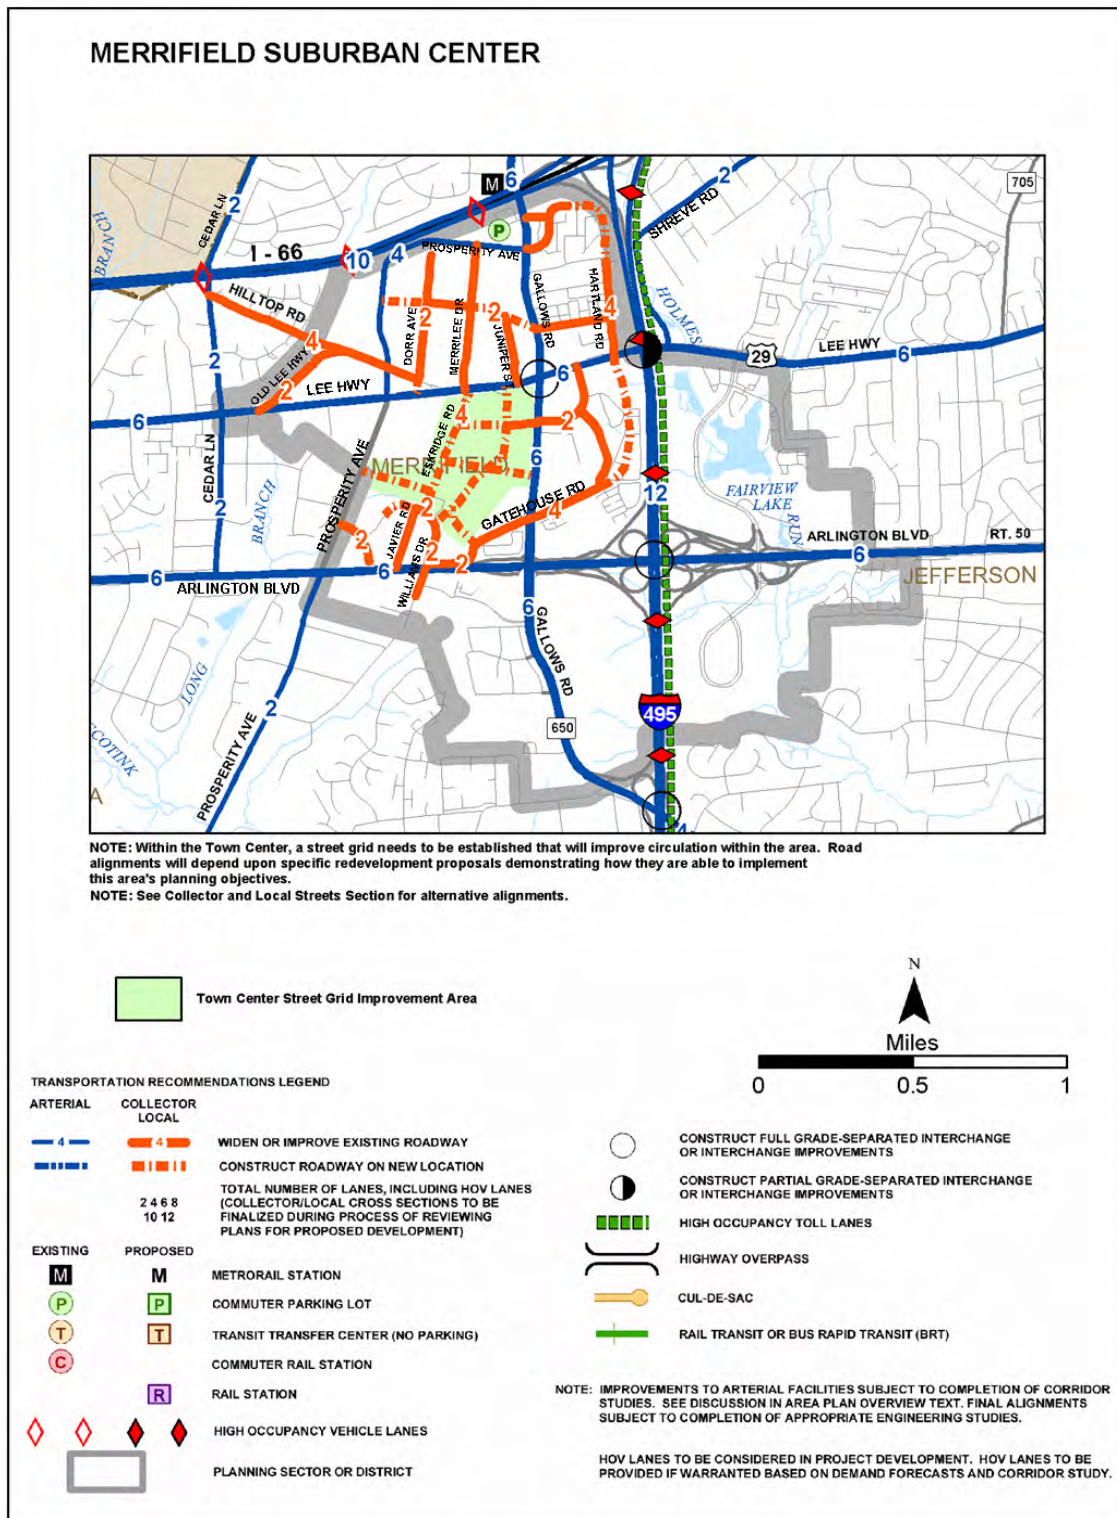 MERRIFIELD SUBURBAN CENTER
M
6
2
705
CEDAR LN
2
SHREVE RD
BRANCH
P
I - 66
10
4
PROSPERITY AVE
HILLTOP RD
GALLOWS RD
HARTLAND RD
HOLMES
4
2
2
4
DORR AVE
MERRILEE DR
JUNIPER ST
29
LEE HWY
6
2
OLD LEE HWY
2
LEE HWY
6
6
4
2
ESKRIDGE RD
CEDAR LN
PROSPERITY AVE
MERRIFIELD
6
12
FAIRVIEW
LAKE
RUN
BRANCH
2
GATEHOUSE RD
4
2
JAVIER RD
2
2
2
WILLIAMS DR
6
ARLINGTON BLVD
6
ARLINGTON BLVD
6
RT. 50
JEFFERSON
6
GALLOWS RD
LONG
2
PROSPERITY AVE
650
495
SCOTINK
A
4
NOTE: Within the Town Center, a street grid needs to be established that will improve circulation within the area. Road
alignments will depend upon specific redevelopment proposals demonstrating how they are able to implement
this area's planning objectives.
NOTE: See Collector and Local Streets Section for alternative alignments.
Town Center Street Grid Improvement Area
N
Miles
0 0.5 1
TRANSPORTATION RECOMMENDATIONS LEGEND
ARTERIAL COLLECTOR
LOCAL
4 4 WIDEN OR IMPROVE EXISTING ROADWAY
CONSTRUCT ROADWAY ON NEW LOCATION
2 4 6 8
10 12
TOTAL NUMBER OF LANES, INCLUDING HOV LANES
(COLLECTOR/LOCAL CROSS SECTIONS TO BE
FINALIZED DURING PROCESS OF REVIEWING
PLANS FOR PROPOSED DEVELOPMENT)
EXISTING PROPOSED
M M METRORAIL STATION
P P COMMUTER PARKING LOT
T T TRANSIT TRANSFER CENTER (NO PARKING)
C COMMUTER RAIL STATION
R RAIL STATION
HIGH OCCUPANCY VEHICLE LANES
PLANNING SECTOR OR DISTRICT
CONSTRUCT FULL GRADE-SEPARATED INTERCHANGE
OR INTERCHANGE IMPROVEMENTS
CONSTRUCT PARTIAL GRADE-SEPARATED INTERCHANGE
OR INTERCHANGE IMPROVEMENTS
HIGH OCCUPANCY TOLL LANES
HIGHWAY OVERPASS
CUL-DE-SAC
RAIL TRANSIT OR BUS RAPID TRANSIT (BRT)
NOTE: IMPROVEMENTS TO ARTERIAL FACILITIES SUBJECT TO COMPLETION OF CORRIDOR
STUDIES. SEE DISCUSSION IN AREA PLAN OVERVIEW TEXT. FINAL ALIGNMENTS
SUBJECT TO COMPLETION OF APPROPRIATE ENGINEERING STUDIES.
HOV LANES TO BE CONSIDERED IN PROJECT DEVELOPMENT. HOV LANES TO BE
PROVIDED IF WARRANTED BASED ON DEMAND FORECASTS AND CORRIDOR STUDY.